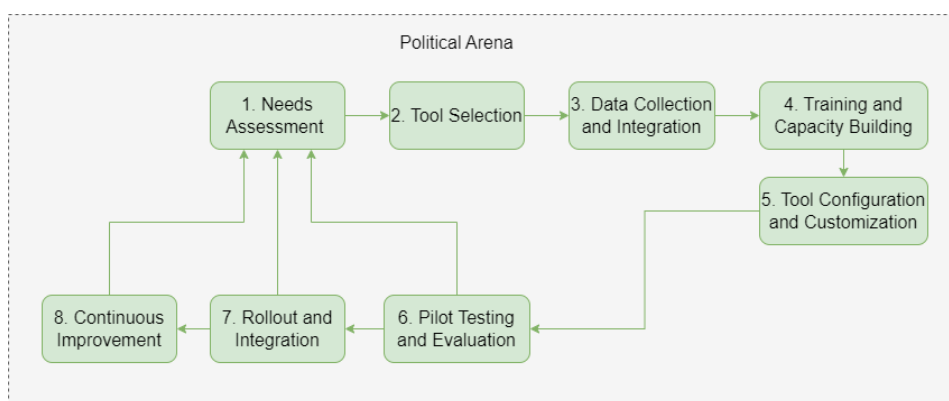 Political Arena
1. Needs
Assessment
2. Tool Selection
3. Data Collection
and Integration
4. Training and
Capacity Building
5. Tool Configuration
and Customization
6. Pilot Testing
and Evaluation
7. Rollout and
Integration
8. Continuous
Improvement